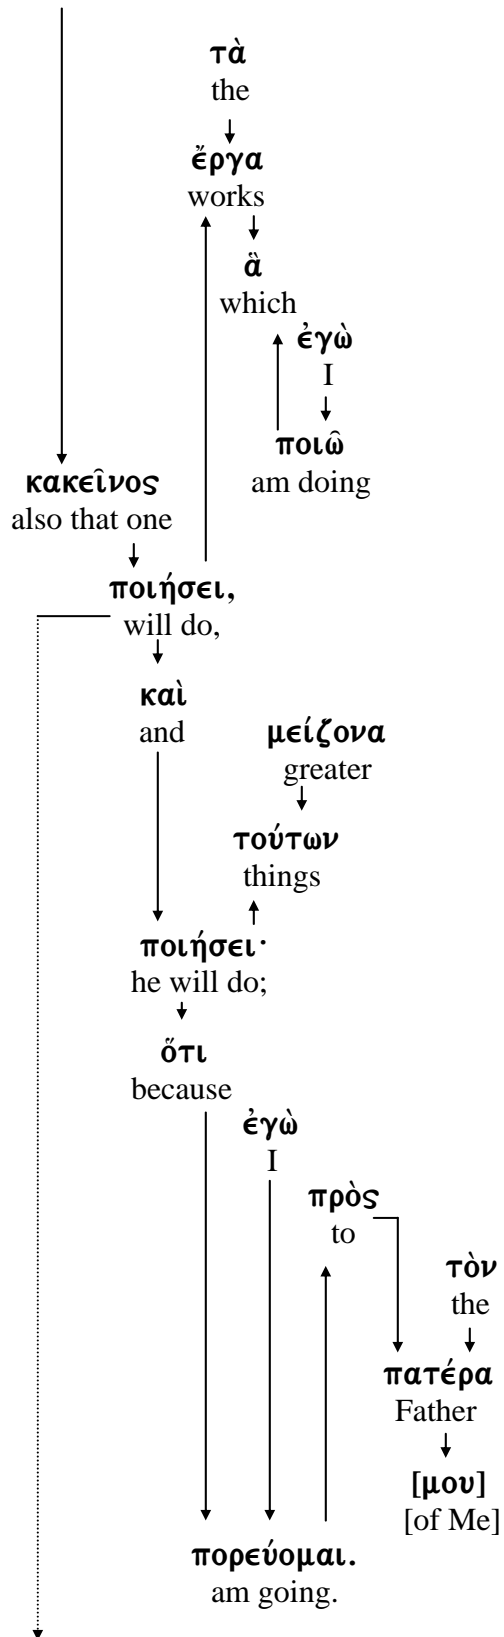 τὰ
the
ἔργα
works
ἃ
which
ἐγὼ
I
ποιῶ
am doing
κακεῖνος
also that one
ποιήσει,
will do,
καὶ
and
μείζονα
greater
τούτων
things
ποιήσει·
he will do;
ὅτι
because
ἐγὼ
I
πρὸς
to
τὸν
the
πατέρα
Father
[μου]
[of Me]
πορεύομαι.
am going.